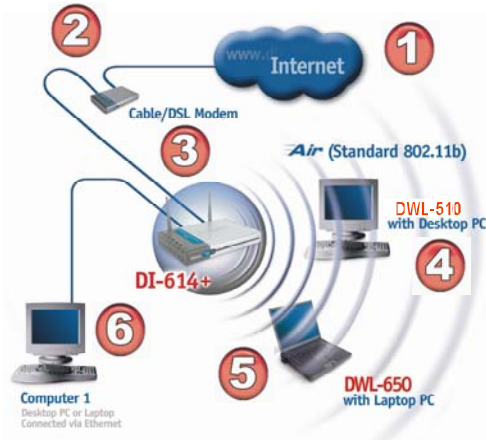 2
1
www.d
Internet
Cable/DSL Modem
3
Air (Standard 802.11b)
DWL-510
with Desktop PC
4
DI-614+
6
5
DWL-650
with Laptop PC
Computer 1
Desktop PC or Laptop
Connected via Ethernet